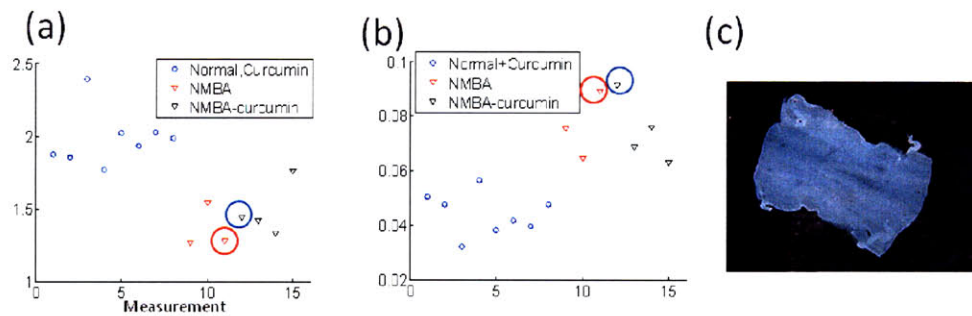 (a)
2.5
2
1.5
1
0
5
10
15
Measurement
Normal,Curcumin
NMBA
NMBA-curcumin
(b)
0.1
0.08
0.06
0.04
0.02
0
5
10
15
Normal+Curcumin
NMBA
NMBA-curcumin
(c)